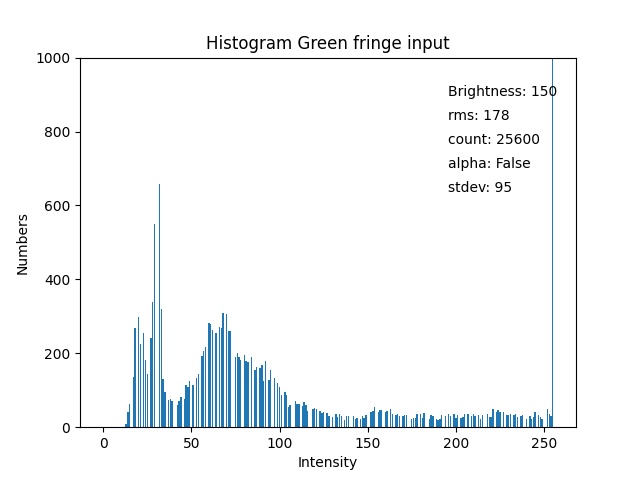 Histogram Green fringe input
1000
800
600
400
200
0
Numbers
Brightness: 150
rms: 178
count: 25600
alpha: False
stdev: 95
0 50 100 150 200 250
Intensity